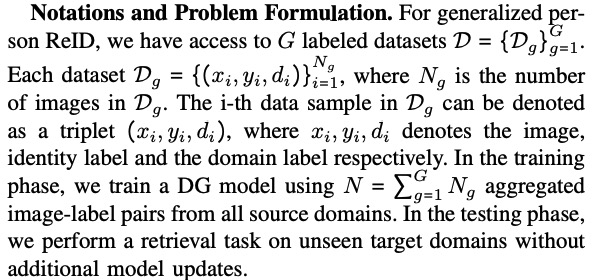 Notations and Problem Formulation. For generalized per-
son ReID, we have access to G labeled datasets $\mathcal{D} = \{\mathcal{D}_g\}_{g=1}^{G}$.
Each dataset $\mathcal{D}_g = \{(x_i, y_i, d_i)\}_{i=1}^{N_g}$, where $N_g$ is the number
of images in $\mathcal{D}_g$. The i-th data sample in $\mathcal{D}_g$ can be denoted
as a triplet $(x_i, y_i, d_i)$, where $x_i, y_i, d_i$ denotes the image,
identity label and the domain label respectively. In the training
phase, we train a DG model using $N = \sum_{g=1}^{G} N_g$ aggregated
image-label pairs from all source domains. In the testing phase,
we perform a retrieval task on unseen target domains without
additional model updates.